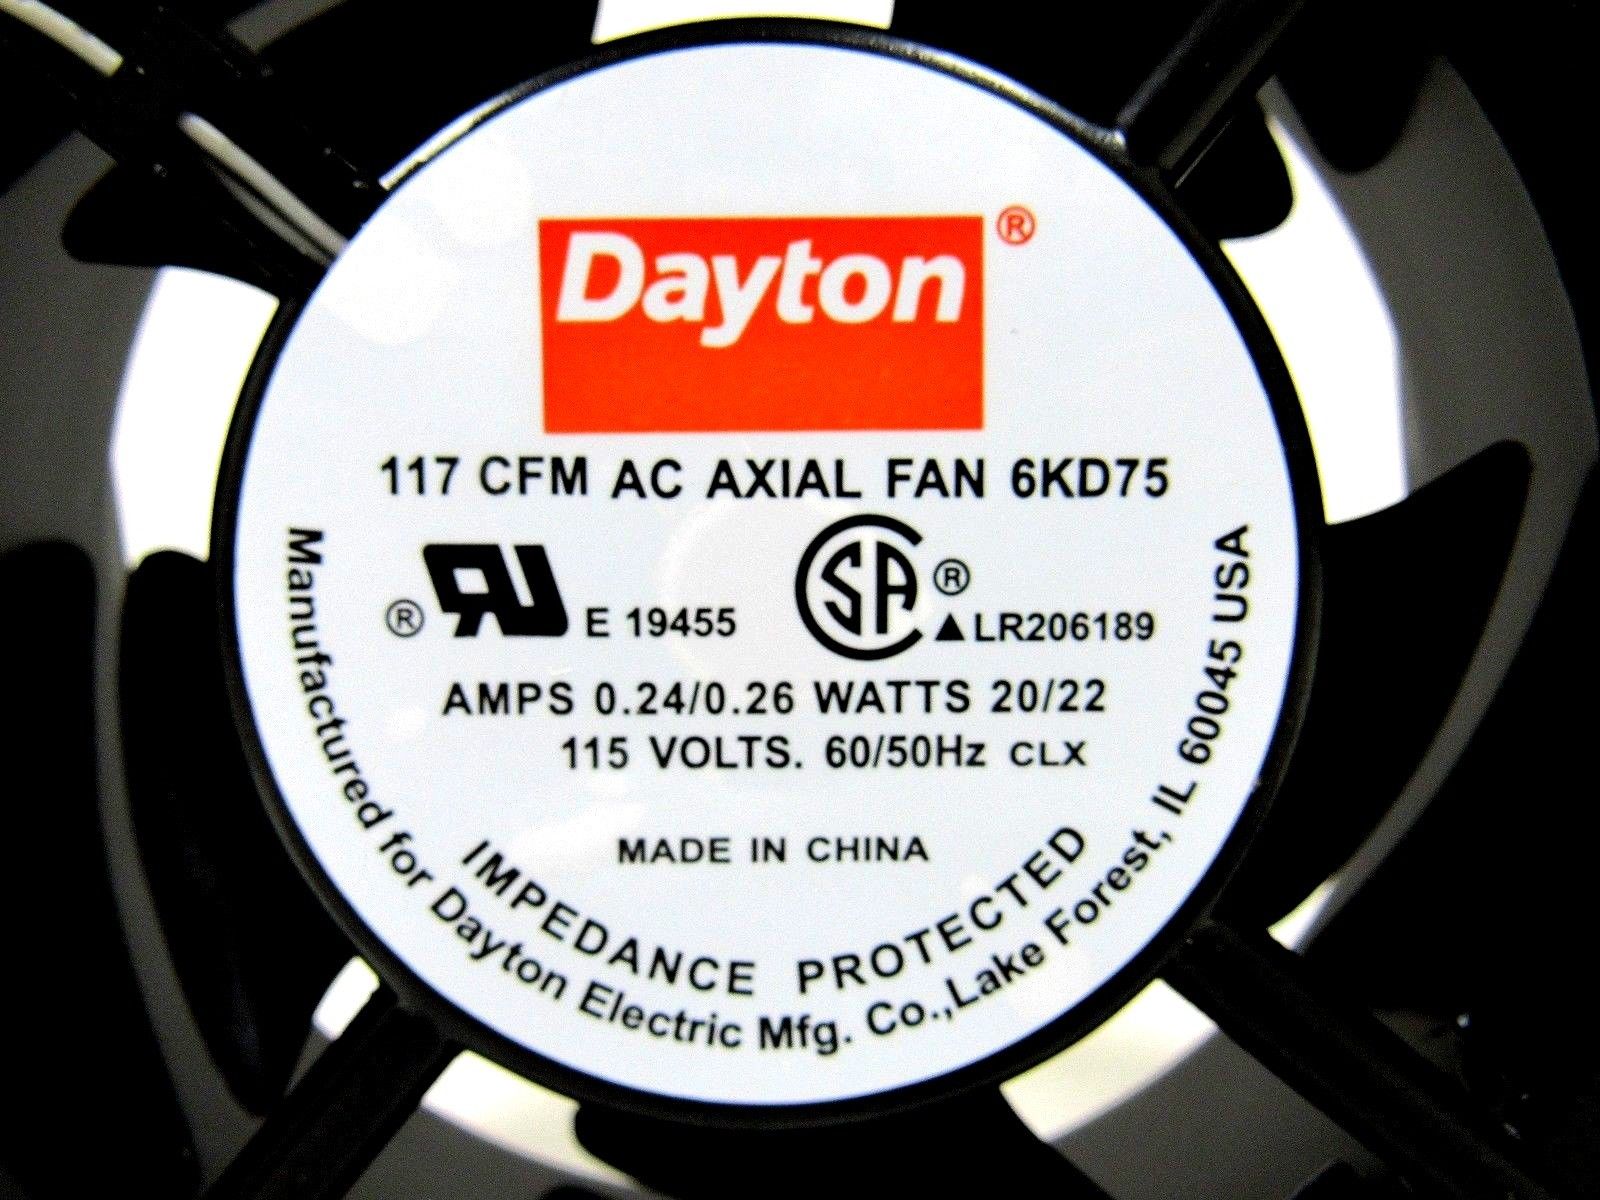 Dayton ®
117 CFM AC AXIAL FAN 6KD75
® RU E 19455 SA ® ▲LR206189
AMPS 0.24/0.26 WATTS 20/22
115 VOLTS. 60/50Hz CLX
MADE IN CHINA
IMPEDANCE PROTECTED
Manufactured for Dayton Electric Mfg. Co.,Lake Forest, IL 60045 USA